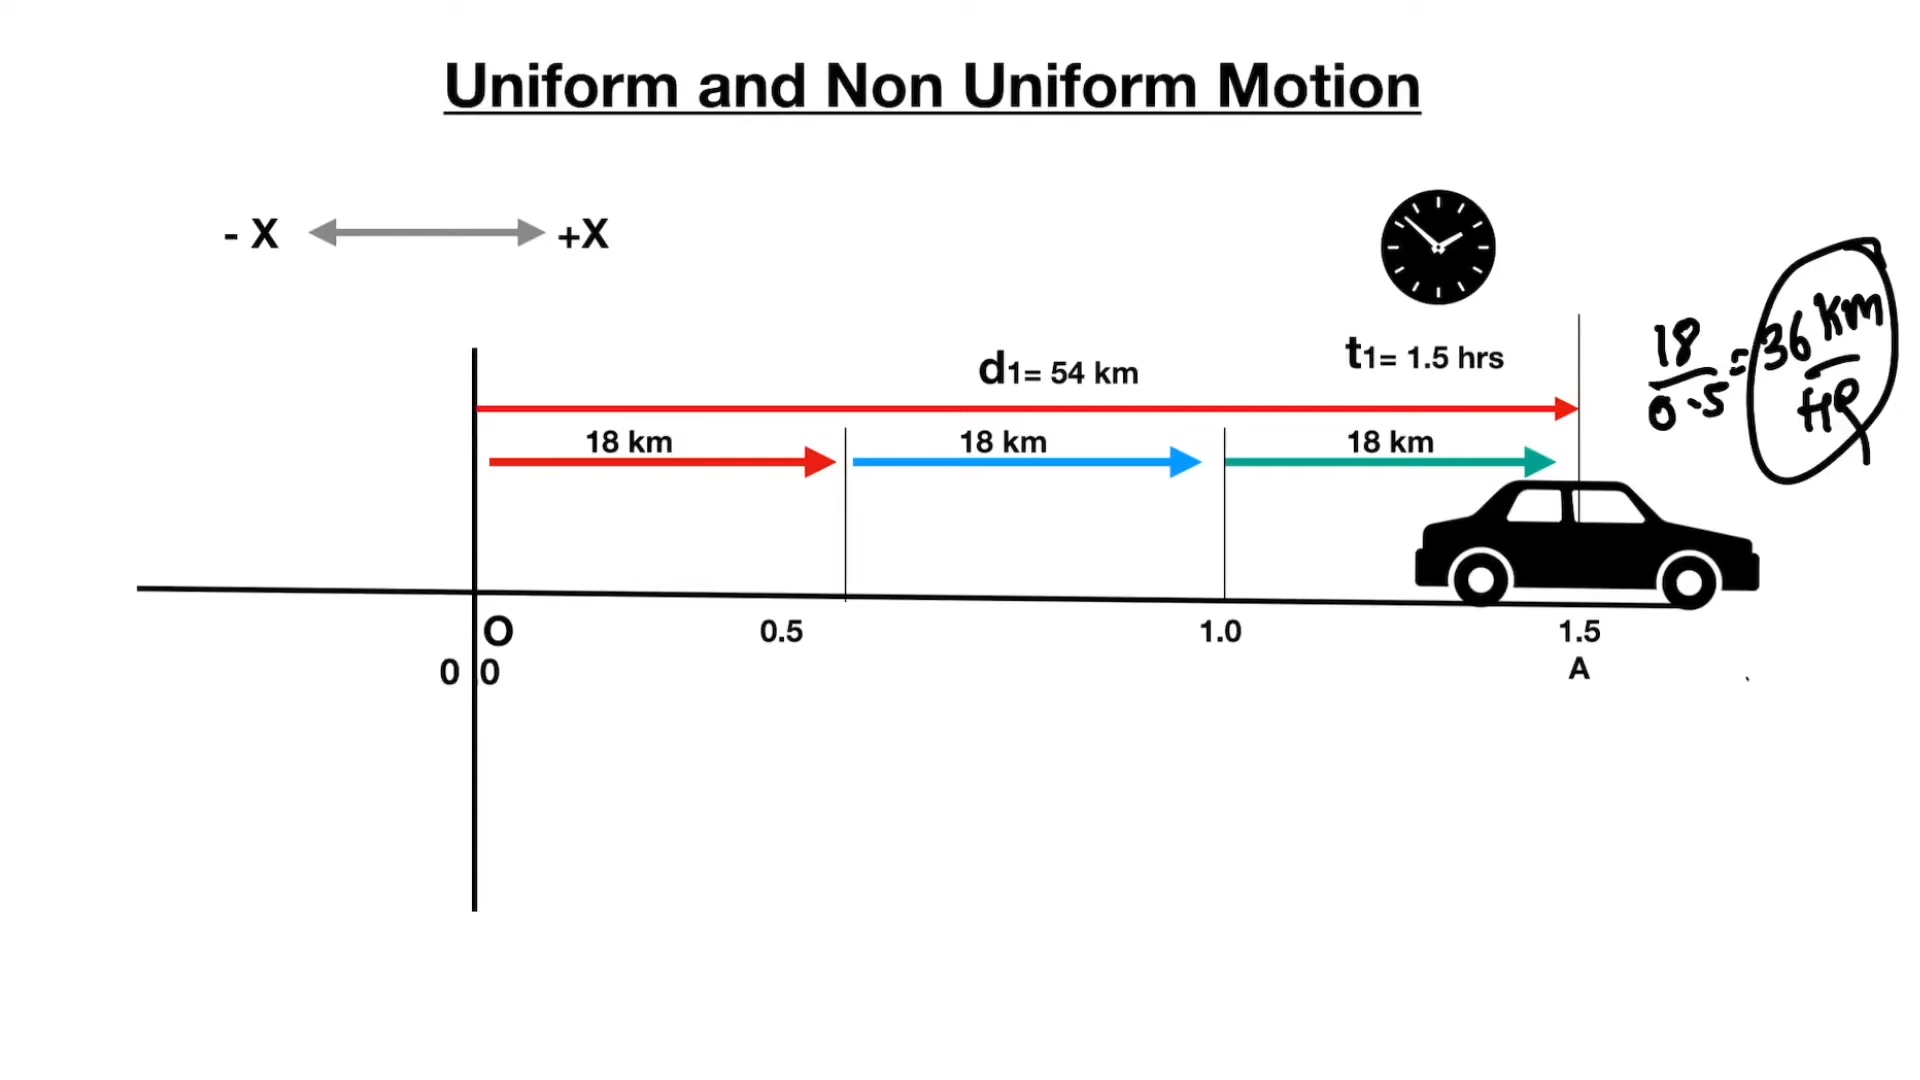 Uniform and Non Uniform Motion
- X +X
d1= 54 km
t1= 1.5 hrs
18 km 18 km 18 km
18
0.5
=
36 km
HR
O 0.5 1.0 1.5
0 0 A